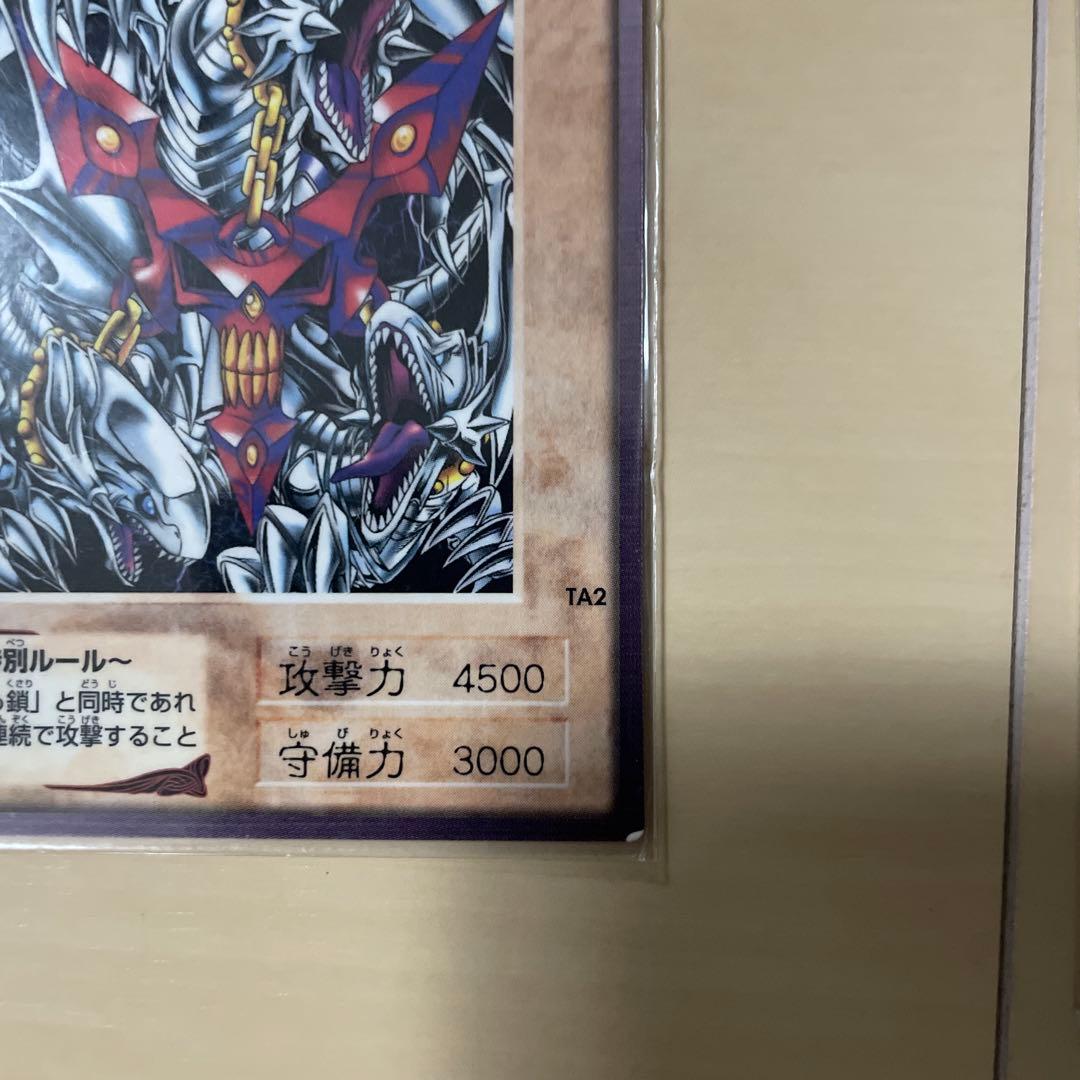 TA2
別ルール～
鎖」と同時であれ
連続で攻撃すること
攻撃力 4500
守備力 3000